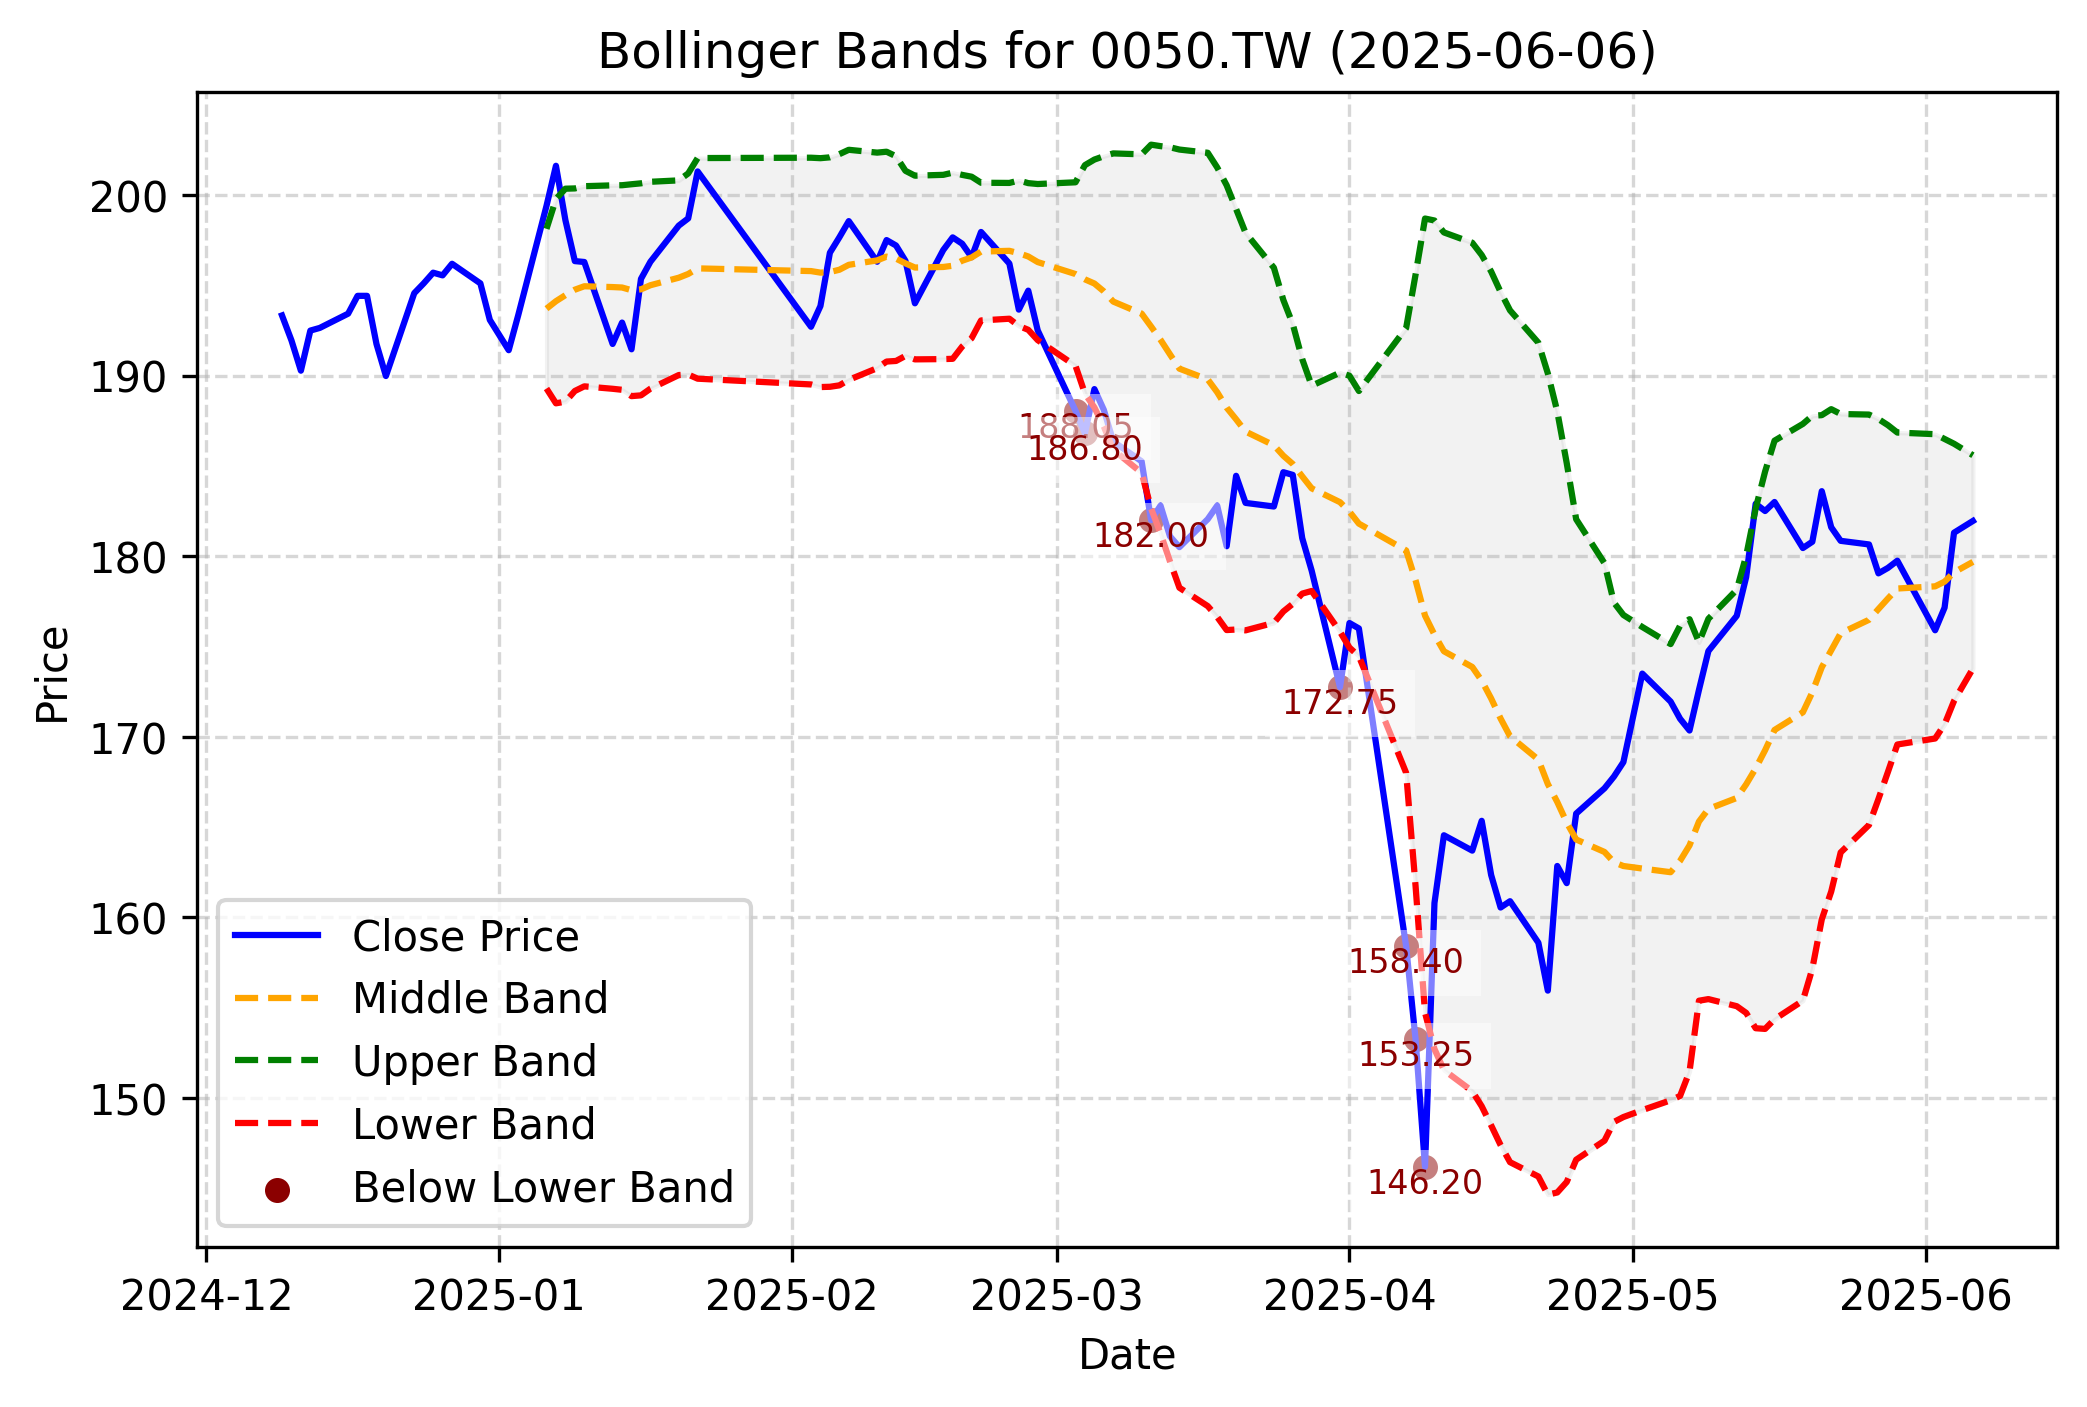 Bollinger Bands for 0050.TW (2025-06-06)
Price
200
190
180
170
160
150
188.05
186.80
182.00
172.75
158.40
153.25
146.20
Close Price
Middle Band
Upper Band
Lower Band
Below Lower Band
2024-12
2025-01
2025-02
2025-03
2025-04
2025-05
2025-06
Date